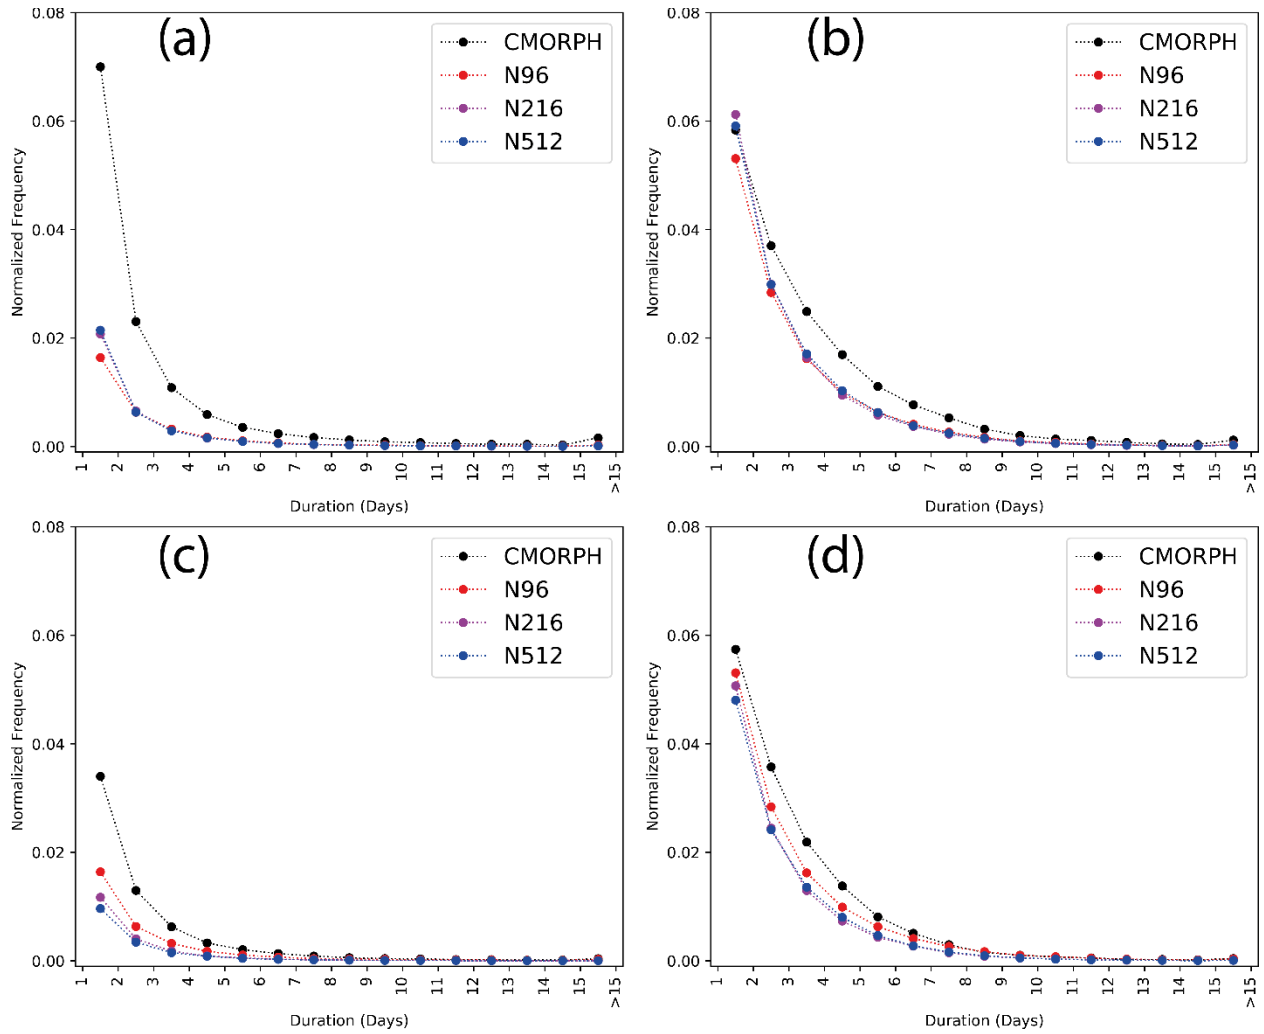 (a)
CMORPH
N96
N216
N512
0.08
0.06
0.04
0.02
0.00
Normalized Frequency
1 2 3 4 5 6 7 8 9 10 11 12 13 14 15 >15
Duration (Days)
(b)
CMORPH
N96
N216
N512
0.08
0.06
0.04
0.02
0.00
Normalized Frequency
1 2 3 4 5 6 7 8 9 10 11 12 13 14 15 >15
Duration (Days)
(c)
CMORPH
N96
N216
N512
0.08
0.06
0.04
0.02
0.00
Normalized Frequency
1 2 3 4 5 6 7 8 9 10 11 12 13 14 15 >15
Duration (Days)
(d)
CMORPH
N96
N216
N512
0.08
0.06
0.04
0.02
0.00
Normalized Frequency
1 2 3 4 5 6 7 8 9 10 11 12 13 14 15 >15
Duration (Days)